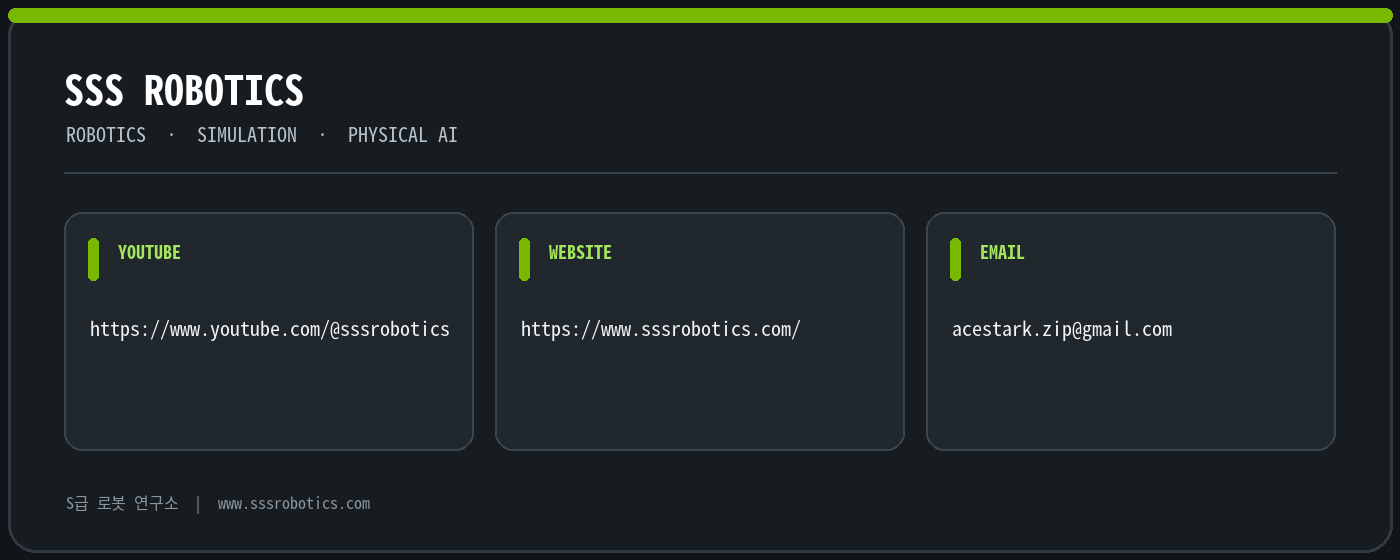 SSS ROBOTICS
ROBOTICS · SIMULATION · PHYSICAL AI
YOUTUBE
https://www.youtube.com/@sssrobotics
WEBSITE
https://www.sssrobotics.com/
EMAIL
acestark.zip@gmail.com
S급 로봇 연구소 | www.sssrobotics.com